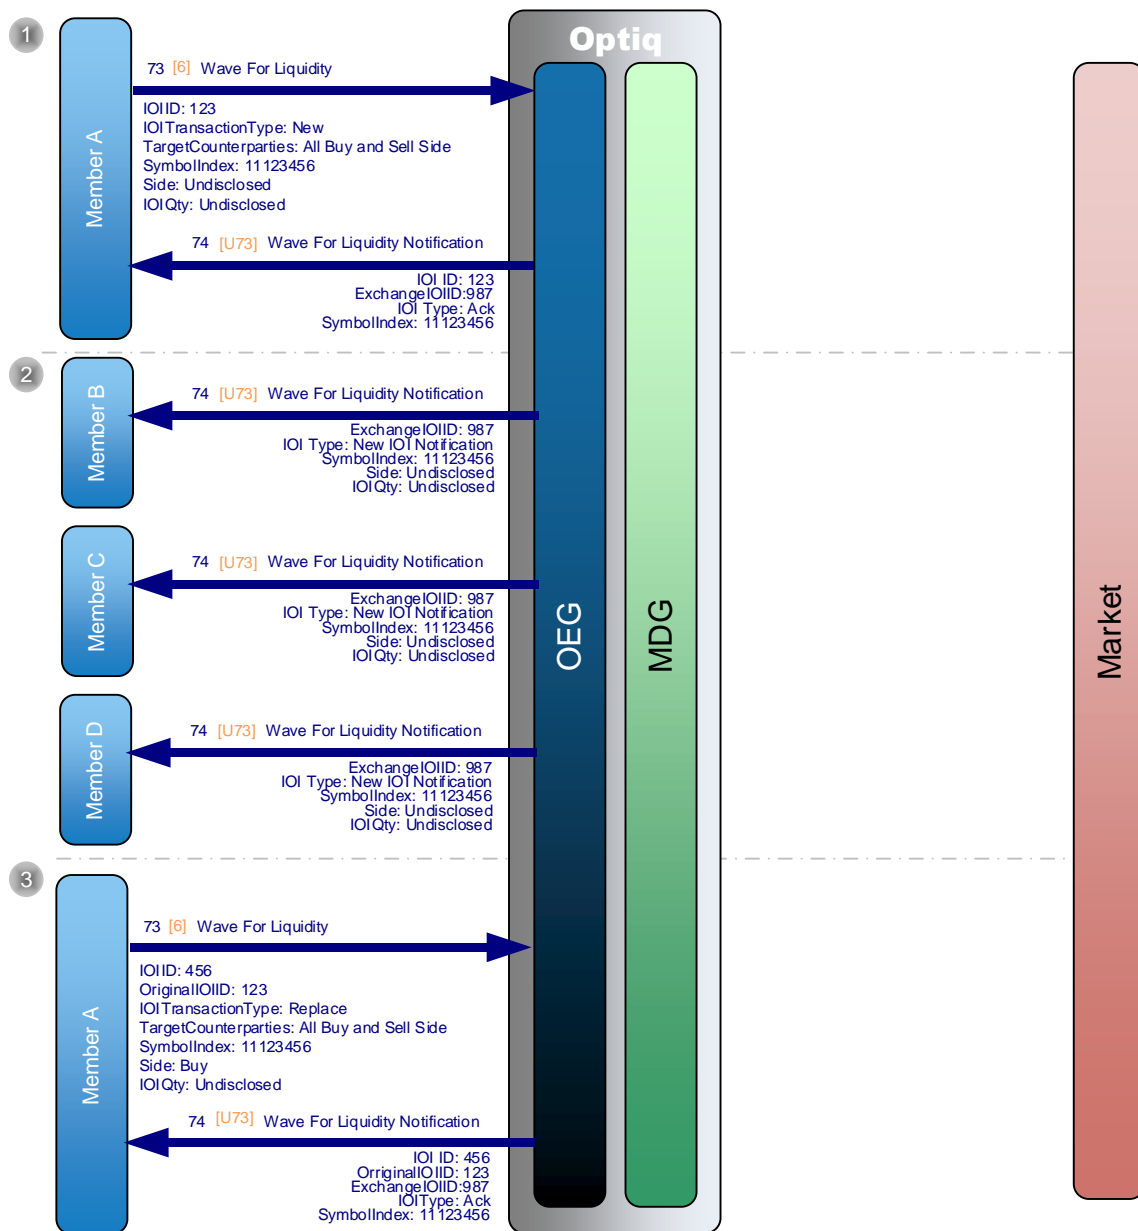 1
Optiq
Member A
73 [6] Wave For Liquidity
IOIID: 123
IOITransactionType: New
TargetCounterparties: All Buy and Sell Side
SymbolIndex: 11123456
Side: Undisclosed
IOIQty: Undisclosed
74 [U73] Wave For Liquidity Notification
IOI ID: 123
ExchangeIOIID:987
IOI Type: Ack
SymbolIndex: 11123456
2
Member B
74 [U73] Wave For Liquidity Notification
ExchangeIOIID: 987
IOI Type: New IOI Notification
SymbolIndex: 11123456
Side: Undisclosed
IOIQty: Undisclosed
Member C
74 [U73] Wave For Liquidity Notification
ExchangeIOIID: 987
IOI Type: New IOI Notification
SymbolIndex: 11123456
Side: Undisclosed
IOIQty: Undisclosed
OEG
MDG
Market
Member D
74 [U73] Wave For Liquidity Notification
ExchangeIOIID: 987
IOI Type: New IOI Notification
SymbolIndex: 11123456
Side: Undisclosed
IOIQty: Undisclosed
3
Member A
73 [6] Wave For Liquidity
IOIID: 456
OriginalIOIID: 123
IOITransactionType: Replace
TargetCounterparties: All Buy and Sell Side
SymbolIndex: 11123456
Side: Buy
IOIQty: Undisclosed
74 [U73] Wave For Liquidity Notification
IOI ID: 456
OrriginalIOIID: 123
ExchangeIOIID:987
IOIType: Ack
SymbolIndex: 11123456